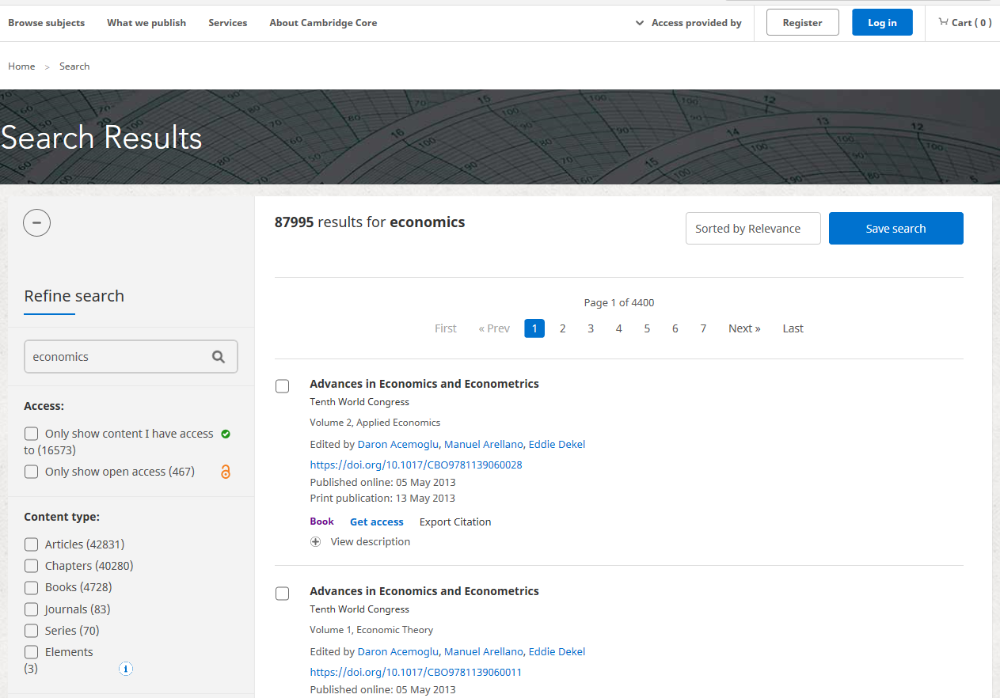 Browse subjects What we publish Services About Cambridge Core Access provided by Register Log in Cart ( 0 )
Home > Search
Search Results
Refine search
economics
Access:
Only show content I have access
to (16573)
Only show open access (467)
Content type:
Articles (42831)
Chapters (40280)
Books (4728)
Journals (83)
Series (70)
Elements
(3)
87995 results for economics
Sorted by Relevance Save search
Page 1 of 4400
First « Prev 1 2 3 4 5 6 7 Next » Last
Advances in Economics and Econometrics
Tenth World Congress
Volume 2, Applied Economics
Edited by Daron Acemoglu, Manuel Arellano, Eddie Dekel
https://doi.org/10.1017/CBO9781139060028
Published online: 05 May 2013
Print publication: 13 May 2013
Book Get access Export Citation
View description
Advances in Economics and Econometrics
Tenth World Congress
Volume 1, Economic Theory
Edited by Daron Acemoglu, Manuel Arellano, Eddie Dekel
https://doi.org/10.1017/CBO9781139060011
Published online: 05 May 2013